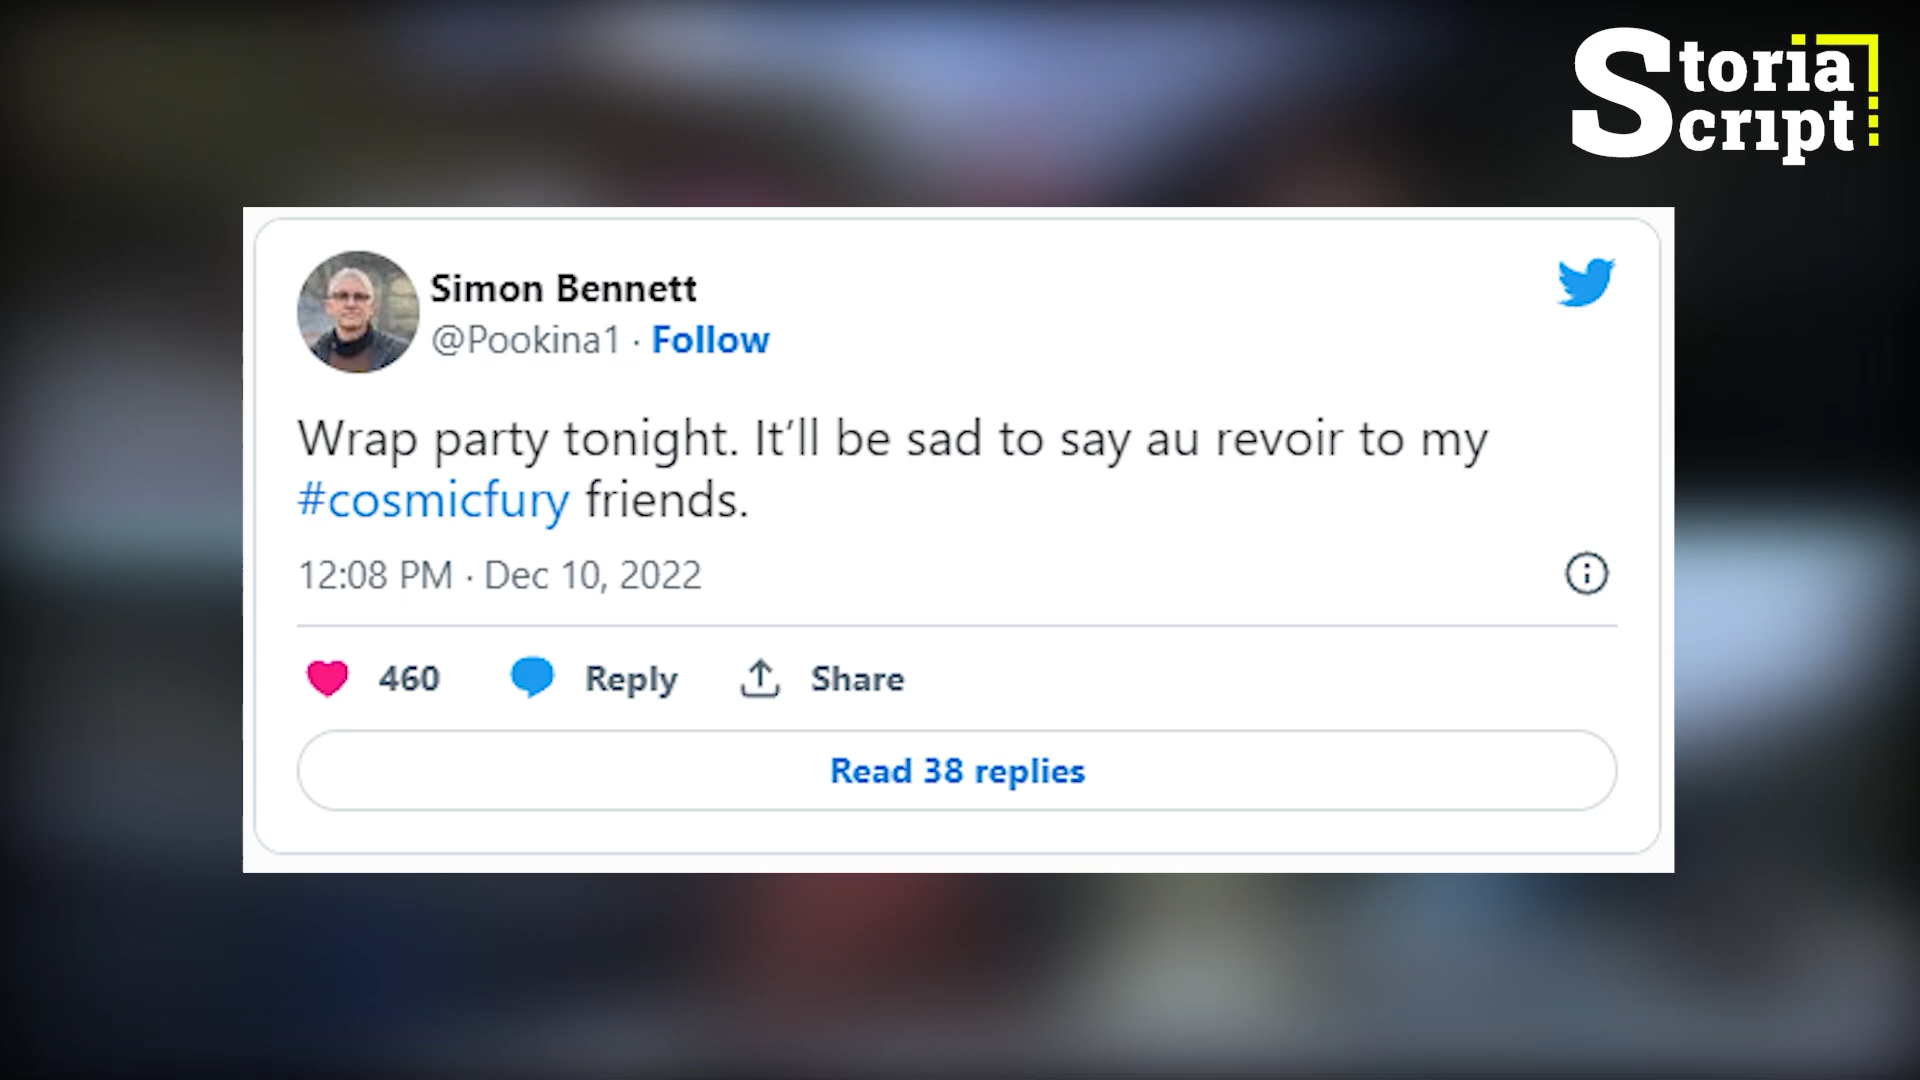 Storia
Script
Simon Bennett
@Pookina1 · Follow
Wrap party tonight. It’ll be sad to say au revoir to my
#cosmicfury friends.
12:08 PM · Dec 10, 2022
460 Reply Share
Read 38 replies